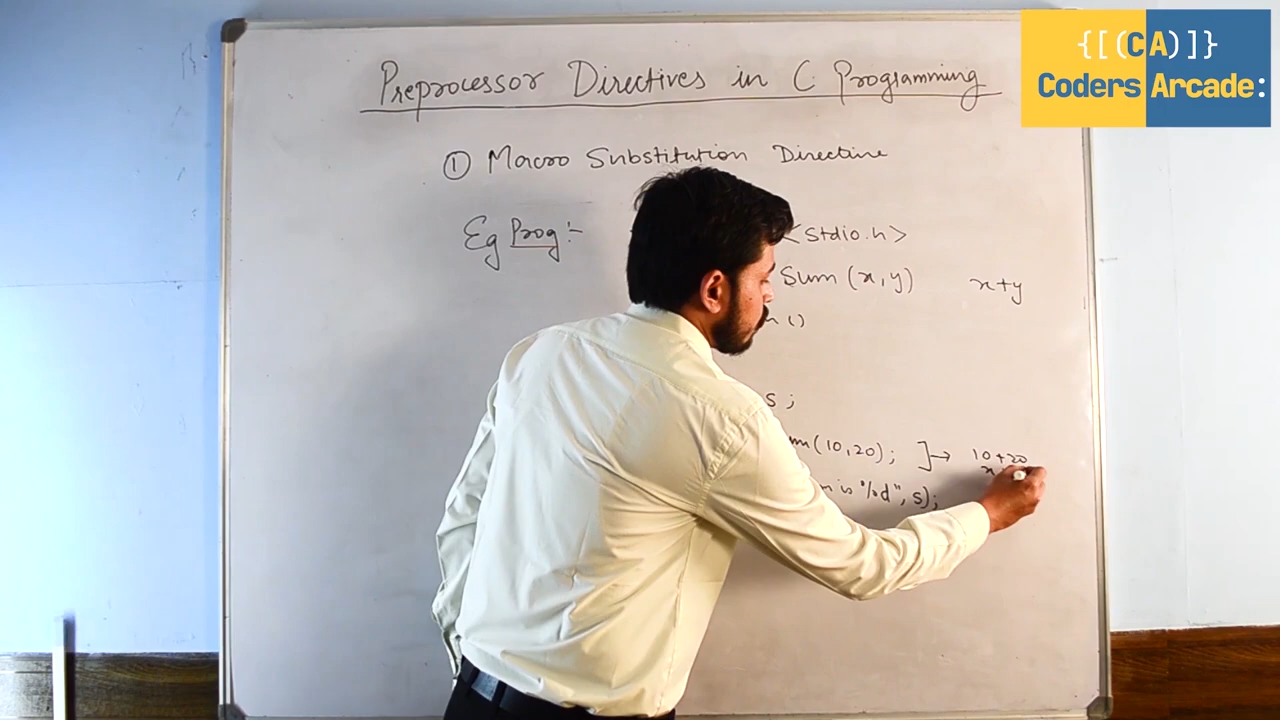 {[(CA)]}
Coders Arcade:
Preprocessor Directives in C Programming
① Macro Substitution Directive
Eg Prog:- <stdio.h>
Sum (x,y) x+y
()
s ;
(10,20); ]→ 10+20
x
is %d", s);